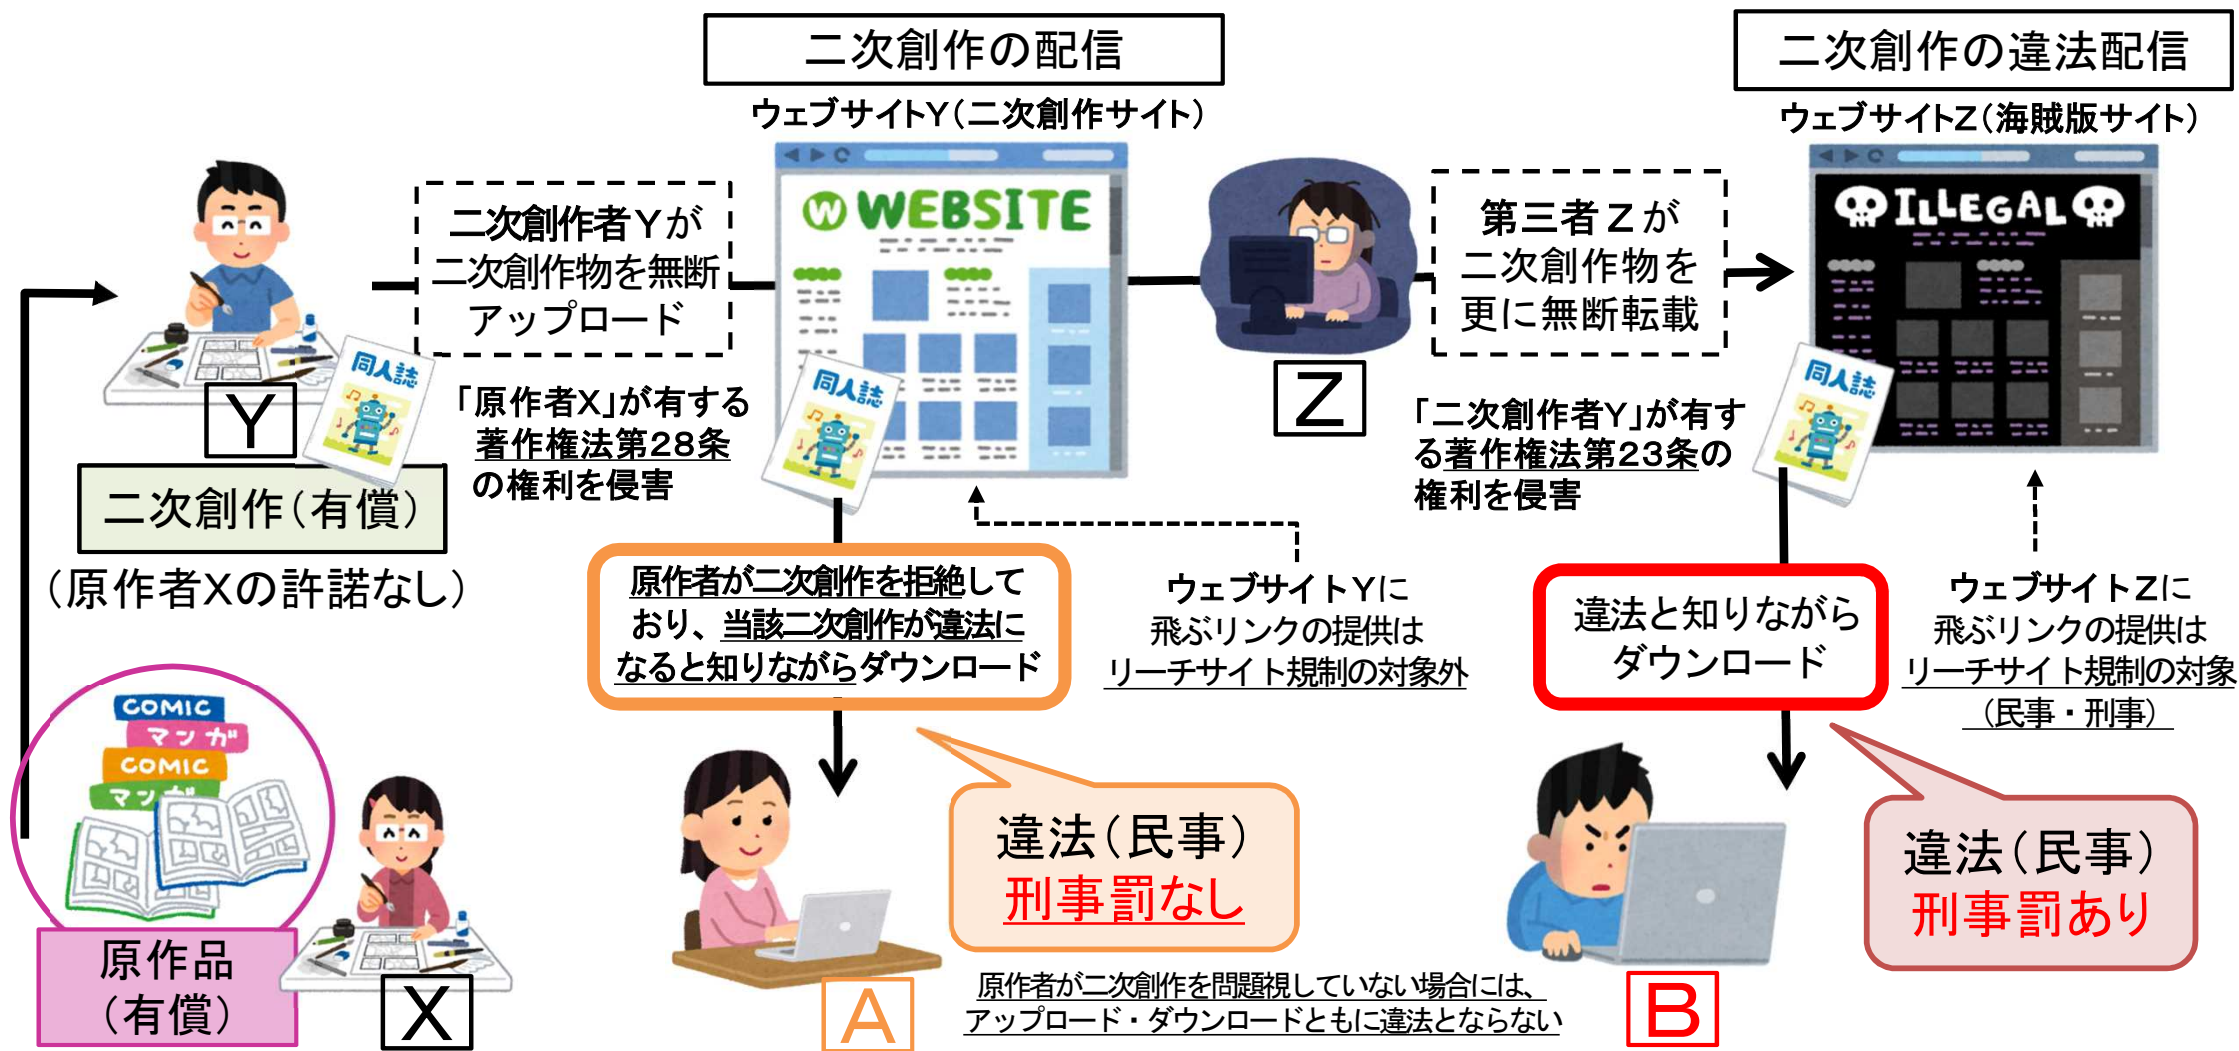 二次創作の配信
ウェブサイトY(二次創作サイト)
WEBSITE
二次創作者Yが
二次創作物を無断
アップロード
「原作者X」が有する
著作権法第28条
の権利を侵害
同人誌
Y
二次創作(有償)
(原作者Xの許諾なし)
COMIC
マンガ
COMIC
マンガ
原作品
(有償)
X
同人誌
原作者が二次創作を拒絶して
おり、当該二次創作が違法に
なると知りながらダウンロード
ウェブサイトYに
飛ぶリンクの提供は
リーチサイト規制の対象外
A
違法(民事)
刑事罰なし
原作者が二次創作を問題視していない場合には、
アップロード・ダウンロードともに違法とならない
Z
第三者Zが
二次創作物を
更に無断転載
「二次創作者Y」が有す
る著作権法第23条の
権利を侵害
二次創作の違法配信
ウェブサイトZ(海賊版サイト)
ILLEGAL
同人誌
違法と知りながら
ダウンロード
ウェブサイトZに
飛ぶリンクの提供は
リーチサイト規制の対象
(民事・刑事)
B
違法(民事)
刑事罰あり